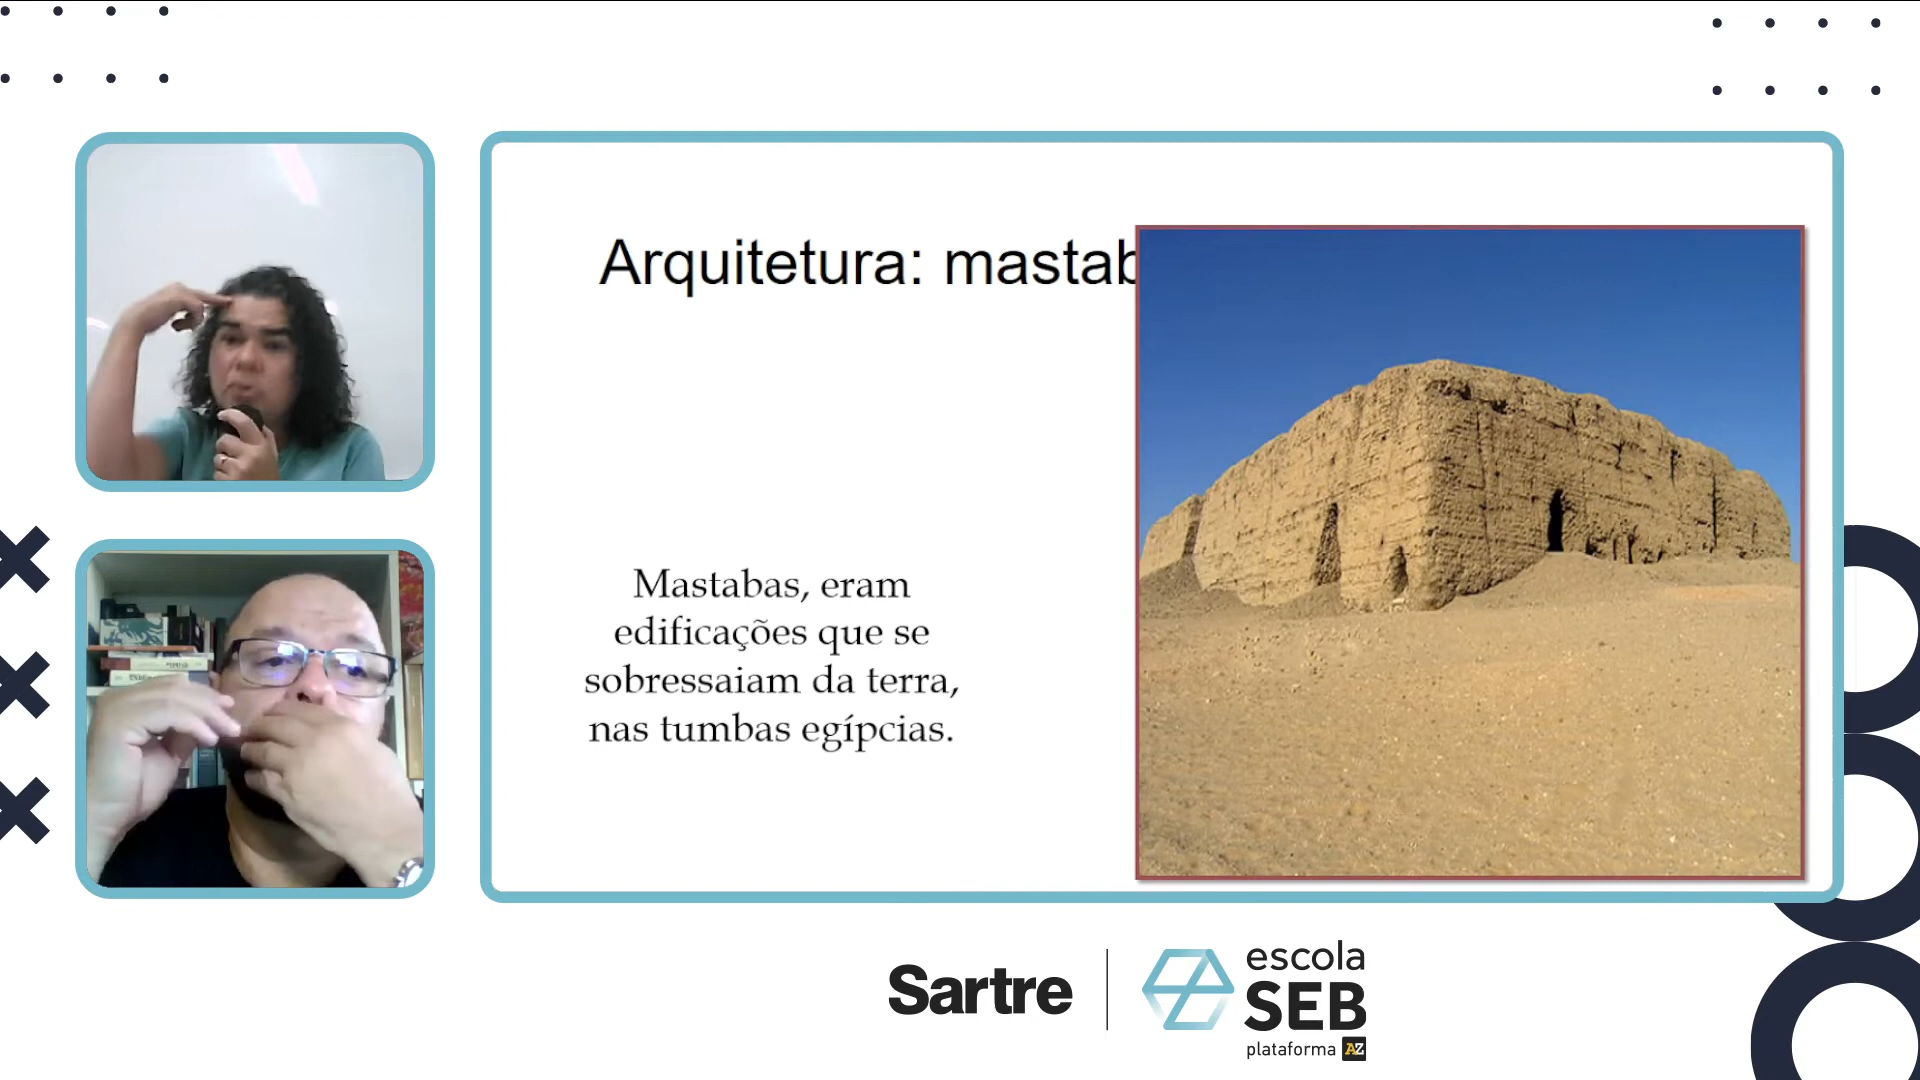 Arquitetura: mastab
Mastabas, eram
edificações que se
sobressaiam da terra,
nas tumbas egípcias.
Sartre
escola
SEB
plataforma AZ